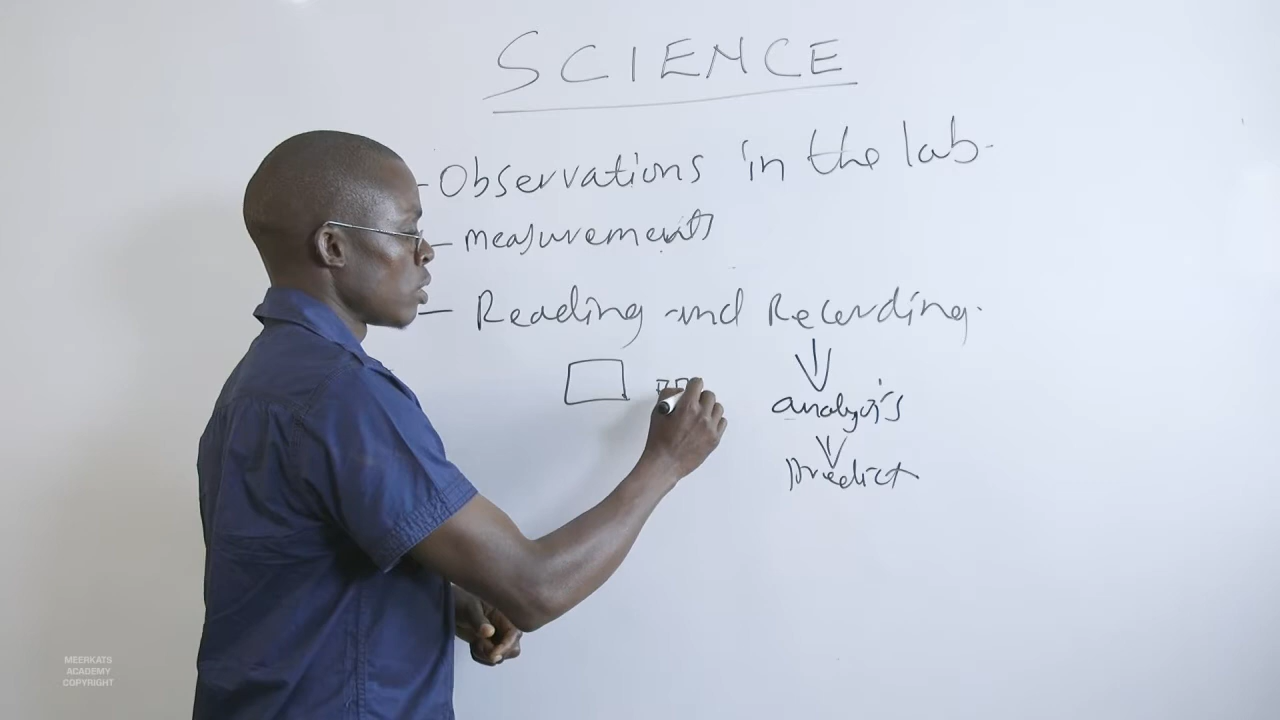 SCIENCE
- Observations in the lab.
- measurements
- Reading and Recording.
analysis
predict
MEERKATS
ACADEMY
COPYRIGHT